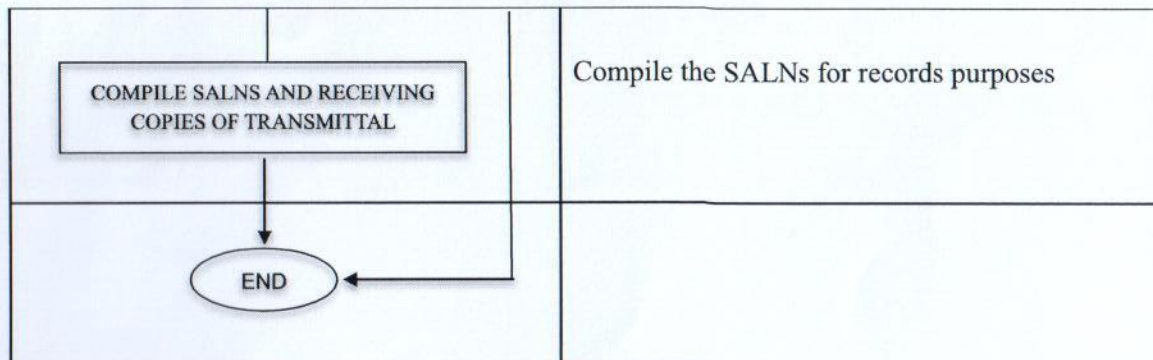 COMPILE SALNS AND RECEIVING
COPIES OF TRANSMITTAL
Compile the SALNs for records purposes
END